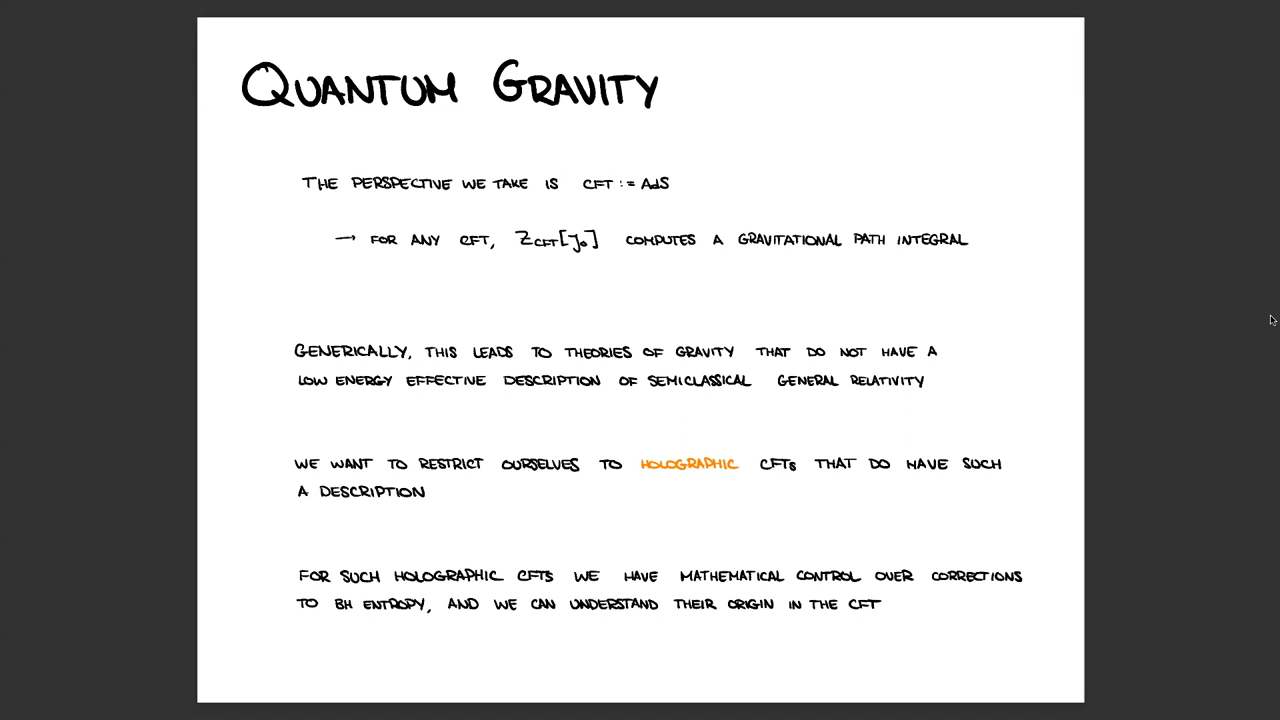 QUANTUM GRAVITY
THE PERSPECTIVE WE TAKE IS CFT := AdS
→ FOR ANY CFT, Z_CFT[J_0] COMPUTES A GRAVITATIONAL PATH INTEGRAL
GENERICALLY, THIS LEADS TO THEORIES OF GRAVITY THAT DO NOT HAVE A
LOW ENERGY EFFECTIVE DESCRIPTION OF SEMICLASSICAL GENERAL RELATIVITY
WE WANT TO RESTRICT OURSELVES TO HOLOGRAPHIC CFTs THAT DO HAVE SUCH
A DESCRIPTION
FOR SUCH HOLOGRAPHIC CFTS WE HAVE MATHEMATICAL CONTROL OVER CORRECTIONS
TO BH ENTROPY, AND WE CAN UNDERSTAND THEIR ORIGIN IN THE CFT